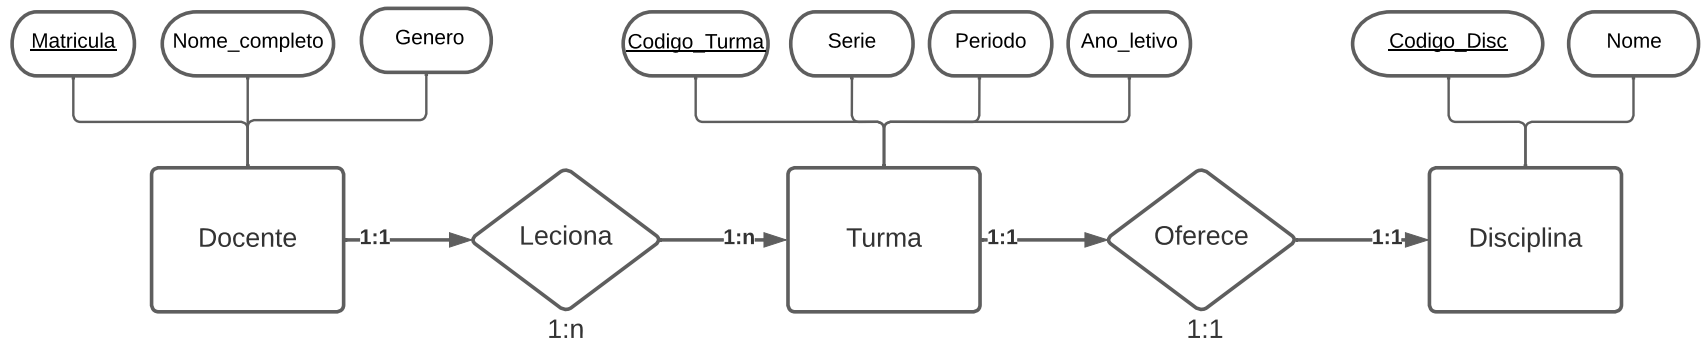 Matricula
Nome_completo
Genero
Codigo_Turma
Serie
Periodo
Ano_letivo
Codigo_Disc
Nome
Docente
1:1
Leciona
1:n
Turma
1:1
Oferece
1:1
Disciplina
1:n
1:1